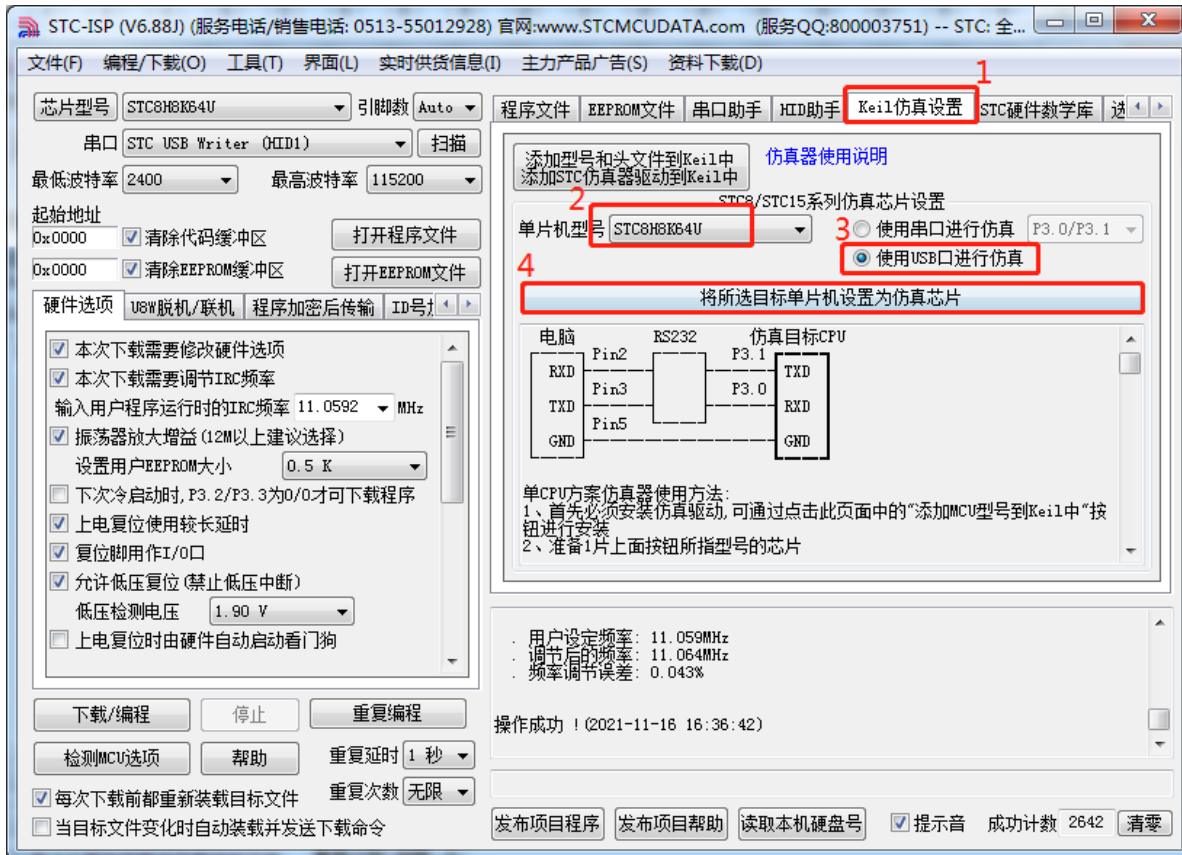 STC-ISP (V6.88J) (服务电话/销售电话: 0513-55012928) 官网:www.STCMCUDATA.com (服务QQ:800003751) -- STC: 全...
文件(F) 编程/下载(O) 工具(T) 界面(L) 实时供货信息(I) 主力产品广告(S) 资料下载(D)
1
芯片型号 STC8H8K64U 引脚数 Auto
串口 STC USB Writer (HID1) 扫描
最低波特率 2400 最高波特率 115200
起始地址
0x0000 清除代码缓冲区 打开程序文件
0x0000 清除EEPROM缓冲区 打开EEPROM文件
硬件选项 U8W脱机/联机 程序加密后传输 ID号
本次下载需要修改硬件选项
本次下载需要调节IRC频率
输入用户程序运行时的IRC频率 11.0592 MHz
振荡器放大增益(12M以上建议选择)
设置用户EEPROM大小 0.5 K
下次冷启动时,P3.2/P3.3为0/0才可下载程序
上电复位使用较长延时
复位脚用作I/O口
允许低压复位(禁止低压中断)
低压检测电压 1.90 V
上电复位时由硬件自动启动看门狗
下载/编程 停止 重复编程
检测MCU选项 帮助 重复延时 1 秒
每次下载前都重新装载目标文件 重复次数 无限
当目标文件变化时自动装载并发送下载命令
程序文件 EEPROM文件 串口助手 HID助手 Keil仿真设置 STC硬件数学库 选
添加型号和头文件到Keil中
添加STC仿真器驱动到Keil中
仿真器使用说明
STC8/STC15系列仿真芯片设置
2
单片机型号 STC8H8K64U 3 使用串口进行仿真 P3.0/P3.1
使用USB口进行仿真
4
将所选目标单片机设置为仿真芯片
电脑 RS232 仿真目标CPU
Pin2 P3.1
RXD TXD
Pin3 P3.0
TXD RXD
Pin5
GND GND
单CPU方案仿真器使用方法:
1、首先必须安装仿真驱动,可通过点击此页面中的“添加MCU型号到Keil中”按
钮进行安装
2、准备1片上面按钮所指型号的芯片
. 用户设定频率: 11.059MHz
. 调节后的频率: 11.064MHz
. 频率调节误差: 0.043%
操作成功 !(2021-11-16 16:36:42)
发布项目程序 发布项目帮助 读取本机硬盘号 提示音 成功计数 2642 清零